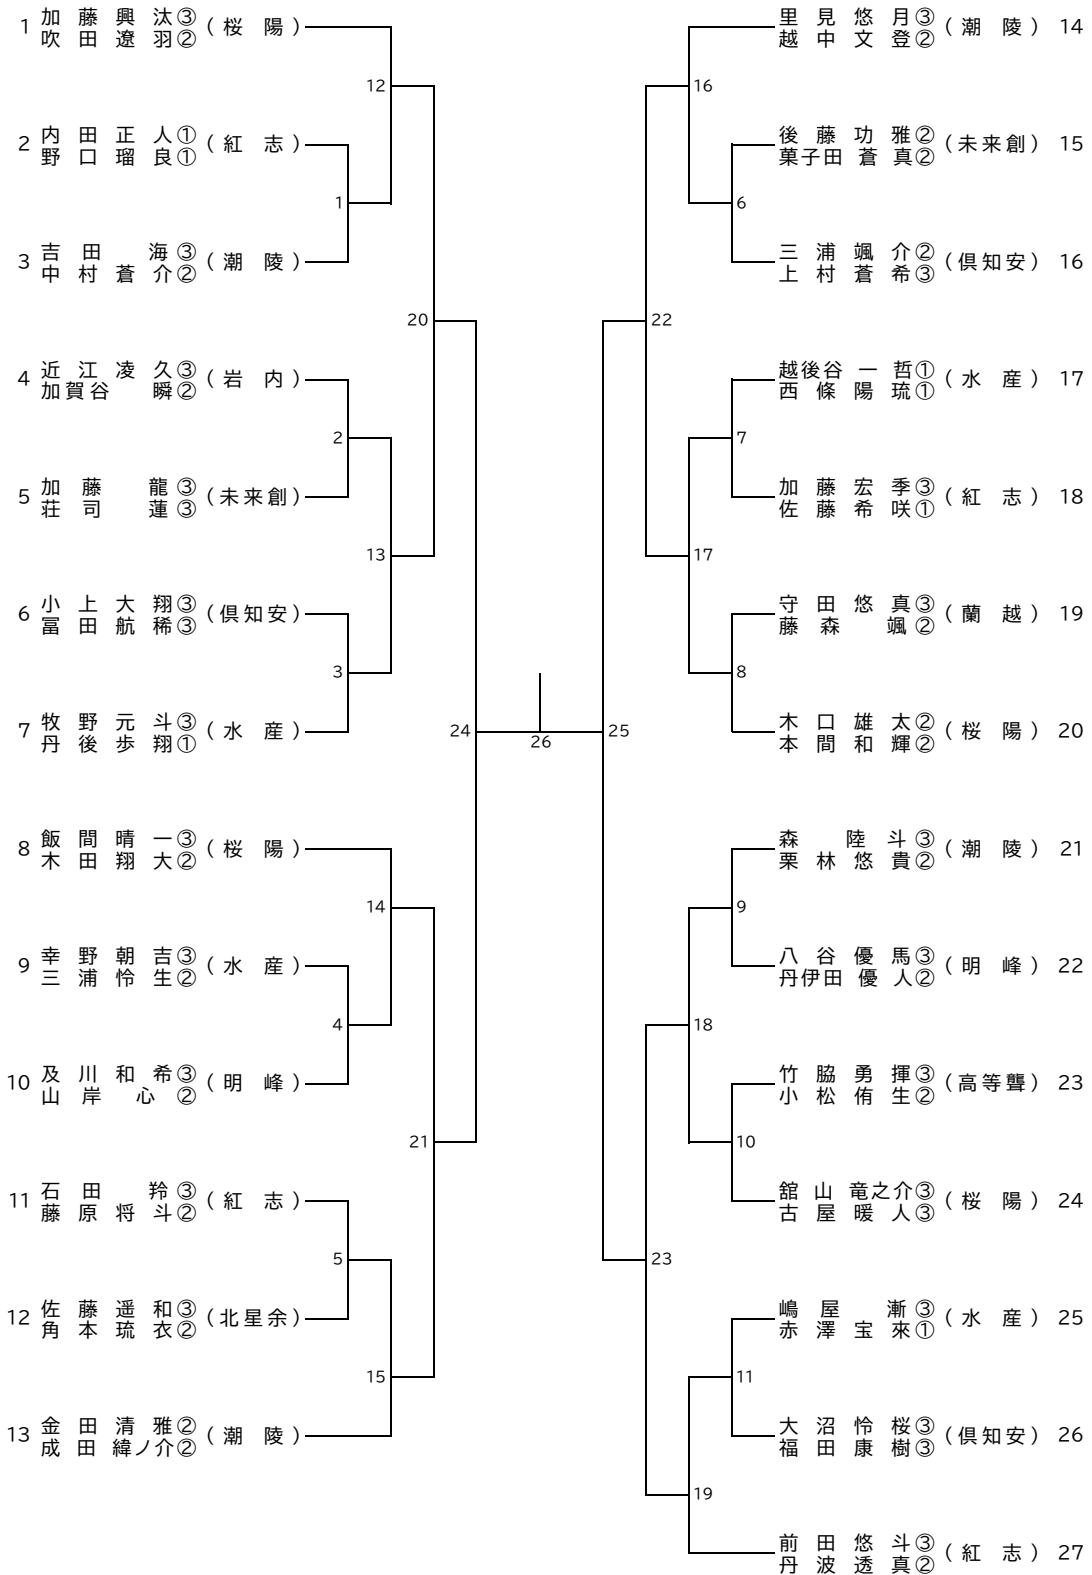 1 加藤興汰③ (桜陽)
吹田遼羽②
2 内田正人① (紅志)
野口瑠良①
3 吉田海③ (潮陵)
中村蒼介②
4 近江凌久③ (岩内)
加賀谷瞬②
5 加藤龍③ (未来創)
荘司蓮③
6 小上大翔③ (倶知安)
冨田航稀③
7 牧野元斗③ (水産)
丹後歩翔①
8 飯間晴一③ (桜陽)
木田翔大②
9 幸野朝吉③ (水産)
三浦怜生②
10 及川和希③ (明峰)
山岸心②
11 石田羚③ (紅志)
藤原将斗②
12 佐藤遥和③ (北星余)
角本琉衣②
13 金田清雅② (潮陵)
成田緯ノ介②
12
1
20
2
13
3
24
14
4
21
5
15
26
25
16
6
22
7
17
8
9
18
10
23
11
19
里見悠月③ (潮陵) 14
越中文登②
後藤功雅② (未来創) 15
菓子田蒼真②
三浦颯介② (倶知安) 16
上村蒼希③
越後谷一哲① (水産) 17
西條陽琉①
加藤宏季③ (紅志) 18
佐藤希咲①
守田悠真③ (蘭越) 19
藤森颯②
木口雄太② (桜陽) 20
本間和輝②
森陸斗③ (潮陵) 21
栗林悠貴②
八谷優馬③ (明峰) 22
丹伊田優人②
竹脇勇揮③ (高等聾) 23
小松侑生②
舘山竜之介③ (桜陽) 24
古屋暖人③
嶋屋漸③ (水産) 25
赤澤宝來①
大沼怜桜③ (倶知安) 26
福田康樹③
前田悠斗③ (紅志) 27
丹波透真②